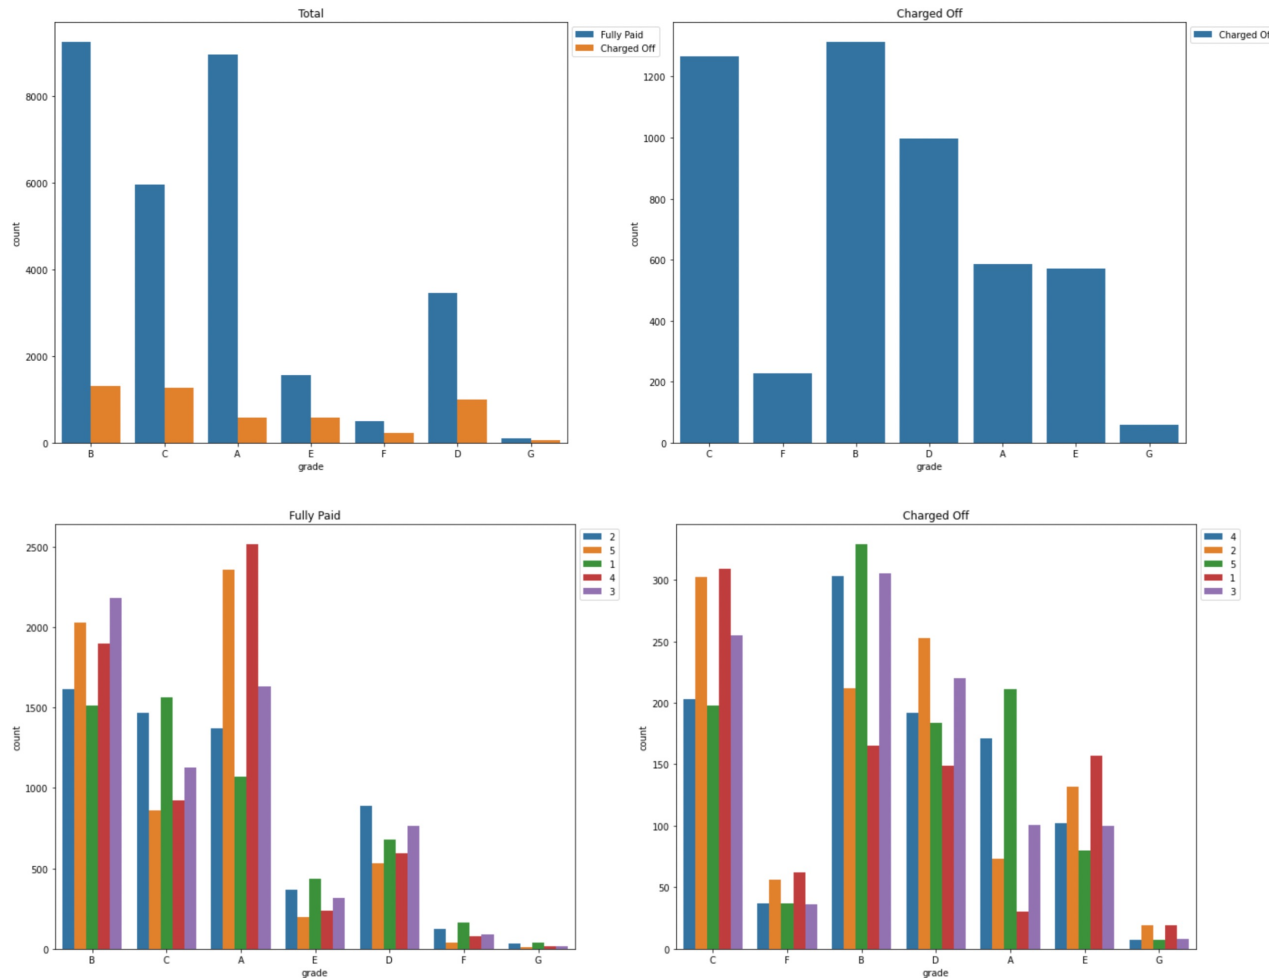 Total
Fully Paid
Charged Off
8000
6000
4000
2000
0
count
B C A E F D G
grade
Charged Off
Charged Of
1200
1000
800
600
400
200
0
count
C F B D A E G
grade
Fully Paid
2
5
1
4
3
2500
2000
1500
1000
500
0
count
B C A E D F G
grade
Charged Off
4
2
5
1
3
300
250
200
150
100
50
0
count
C F B D A E G
grade